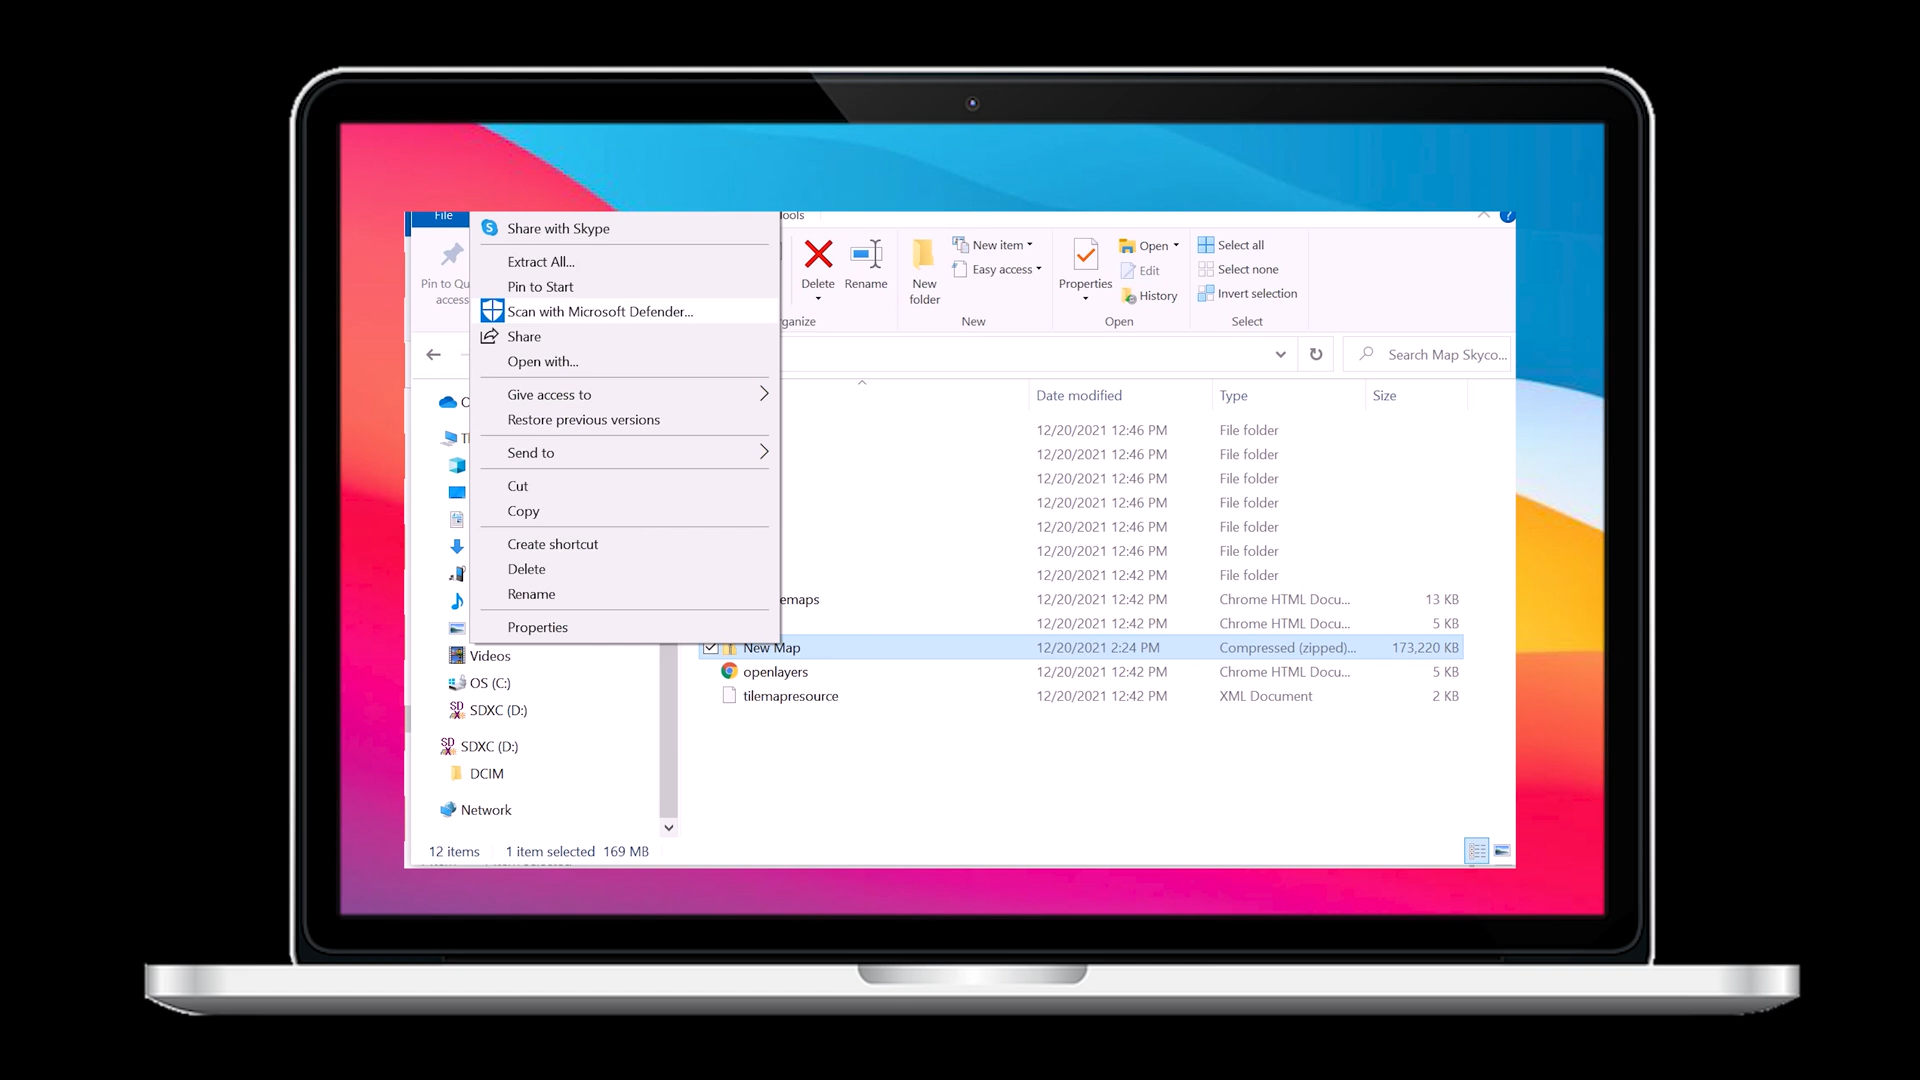 File
ools
Share with Skype
Extract All...
Pin to Start
Scan with Microsoft Defender...
Share
Open with...
Give access to
Restore previous versions
Send to
Cut
Copy
Create shortcut
Delete
Rename
Properties
Pin to Qu
access
Delete
Rename
New
folder
New item
Easy access
New
Properties
Open
Edit
History
Open
Select all
Select none
Invert selection
Select
Search Map Skyco...
Date modified Type Size
12/20/2021 12:46 PM File folder
12/20/2021 12:46 PM File folder
12/20/2021 12:46 PM File folder
12/20/2021 12:46 PM File folder
12/20/2021 12:46 PM File folder
12/20/2021 12:46 PM File folder
12/20/2021 12:42 PM File folder
emaps 12/20/2021 12:42 PM Chrome HTML Docu... 13 KB
12/20/2021 12:42 PM Chrome HTML Docu... 5 KB
New Map 12/20/2021 2:24 PM Compressed (zipped)... 173,220 KB
openlayers 12/20/2021 12:42 PM Chrome HTML Docu... 5 KB
tilemapresource 12/20/2021 12:42 PM XML Document 2 KB
Videos
OS (C:)
SDXC (D:)
SDXC (D:)
DCIM
Network
12 items 1 item selected 169 MB